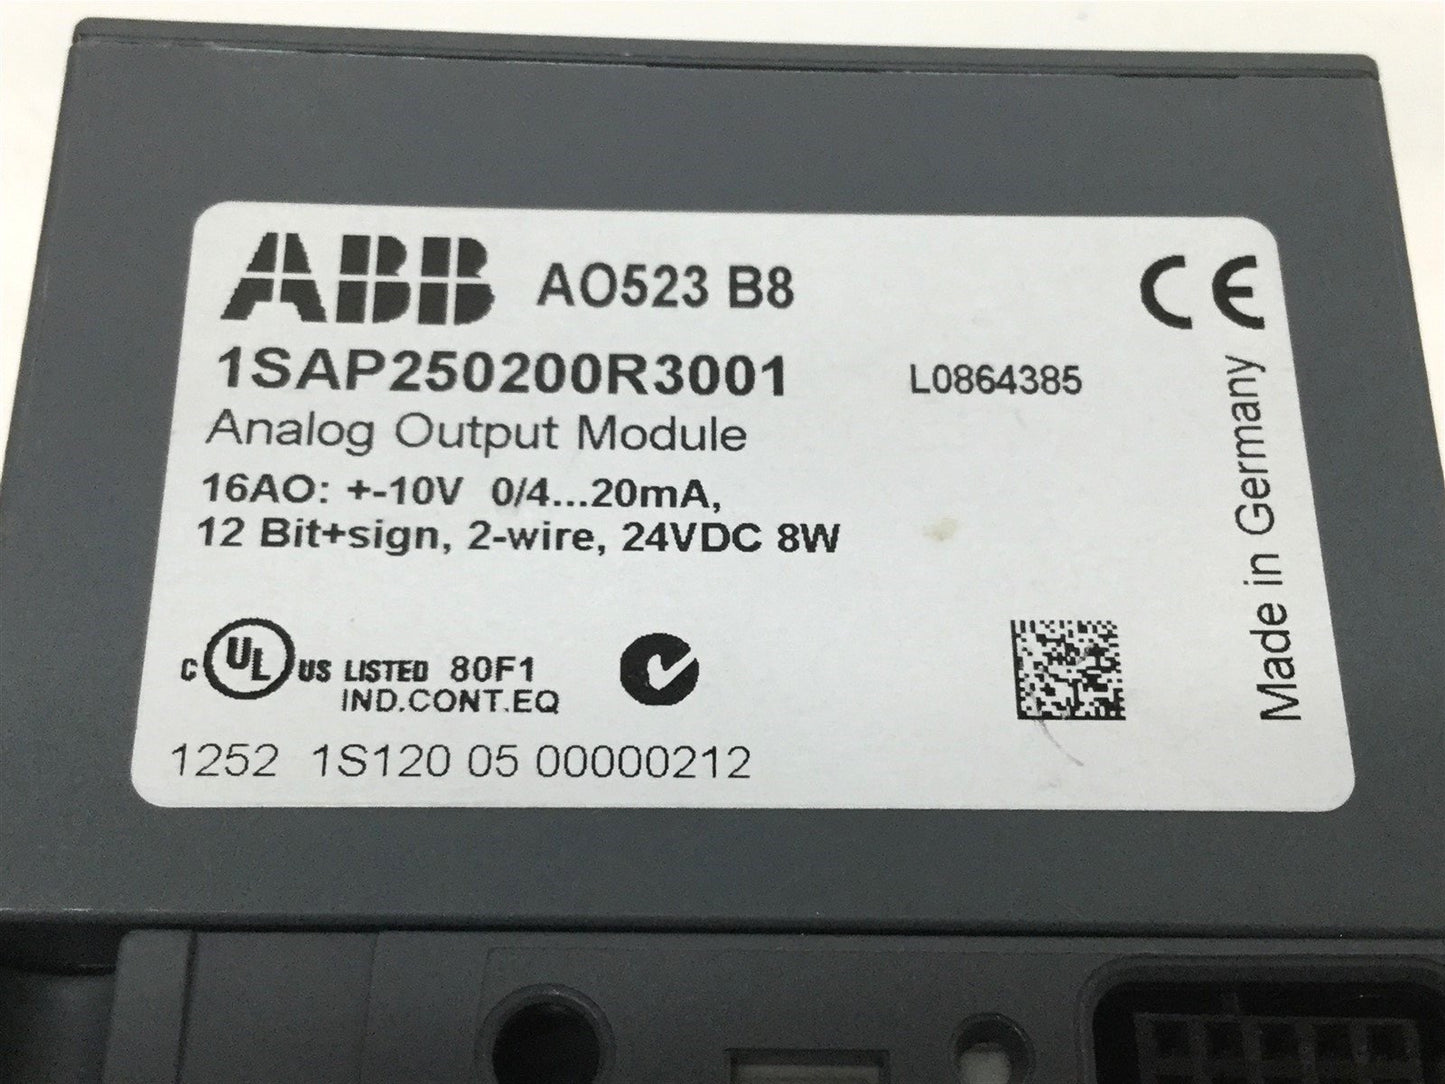 ABB AO523 B8
1SAP250200R3001 L0864385
Analog Output Module
16AO: +-10V 0/4...20mA,
12 Bit+sign, 2-wire, 24VDC 8W
C UL US LISTED 80F1
IND.CONT.EQ
1252 1S120 05 00000212
CE
Made in Germany